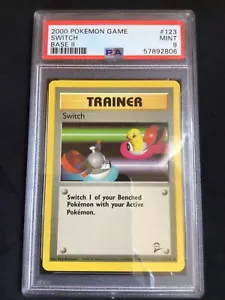 2000 POKEMON GAME #123
SWITCH MINT
BASE II PSA 9
57892806
TRAINER
Switch
Switch 1 of your Benched
Pokémon with your Active
Pokémon.
2